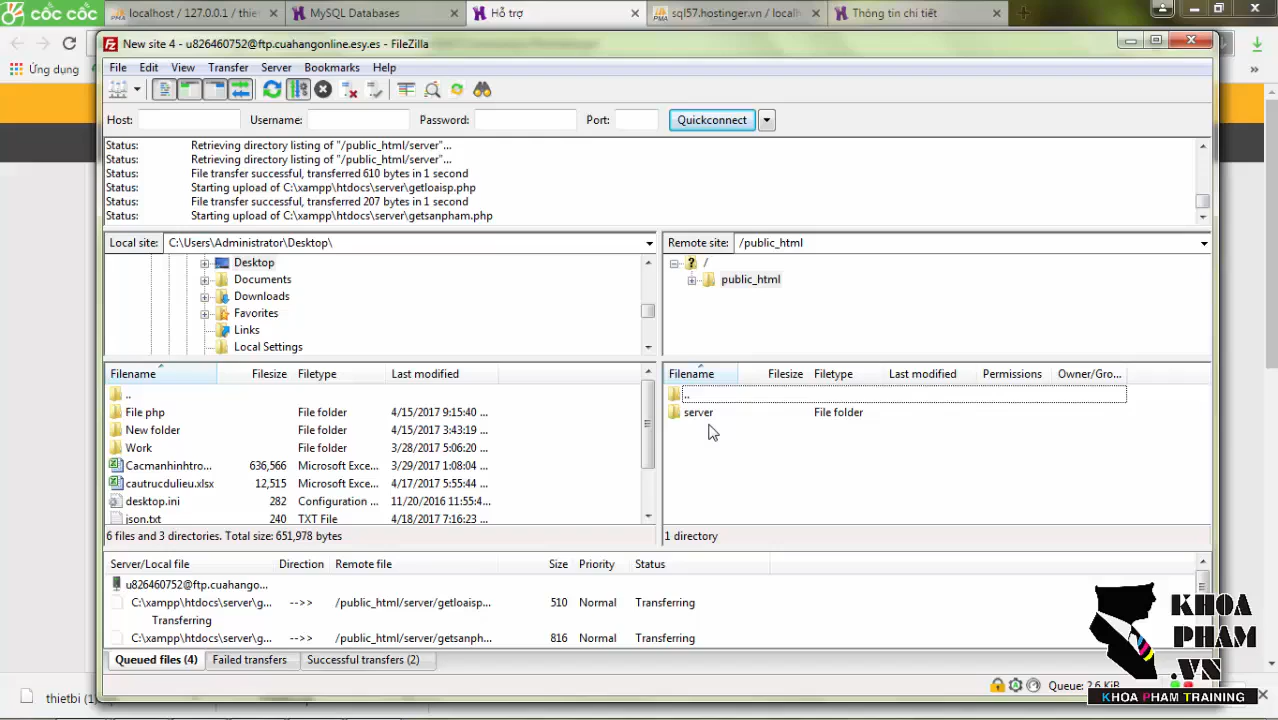 cốc cốc
localhost / 127.0.0.1 / thie
MySQL Databases
Hỗ trợ
sql57.hostinger.vn / localh
Thông tin chi tiết
New site 4 - u826460752@ftp.cuahangonline.esy.es - FileZilla
Ứng dụng
File Edit View Transfer Server Bookmarks Help
Host: Username: Password: Port: Quickconnect
Status: Retrieving directory listing of "/public_html/server"...
Status: Retrieving directory listing of "/public_html/server"...
Status: File transfer successful, transferred 610 bytes in 1 second
Status: Starting upload of C:\xampp\htdocs\server\getloaisp.php
Status: File transfer successful, transferred 207 bytes in 1 second
Status: Starting upload of C:\xampp\htdocs\server\getsanpham.php
Local site: C:\Users\Administrator\Desktop\
Remote site: /public_html
Desktop
Documents
Downloads
Favorites
Links
Local Settings
/
public_html
Filename Filesize Filetype Last modified
..
File php File folder 4/15/2017 9:15:40 ...
New folder File folder 4/15/2017 3:43:19 ...
Work File folder 3/28/2017 5:06:20 ...
Cacmanhinhtro... 636,566 Microsoft Exce... 3/29/2017 1:08:04 ...
cautrucdulieu.xlsx 12,515 Microsoft Exce... 4/17/2017 5:55:44 ...
desktop.ini 282 Configuration ... 11/20/2016 11:55:4...
json.txt 240 TXT File 4/18/2017 7:16:23 ...
6 files and 3 directories. Total size: 651,978 bytes
Filename Filesize Filetype Last modified Permissions Owner/Gro...
..
server File folder
1 directory
Server/Local file Direction Remote file Size Priority Status
u826460752@ftp.cuahango...
C:\xampp\htdocs\server\g... -->> /public_html/server/getloaisp... 510 Normal Transferring
Transferring
C:\xampp\htdocs\server\g... -->> /public_html/server/getsanph... 816 Normal Transferring
Queued files (4) Failed transfers Successful transfers (2)
Queue: 2.6 KiB
thietbi (1)
KHOA
PHAM
.VN
KHOA PHAM TRAINING